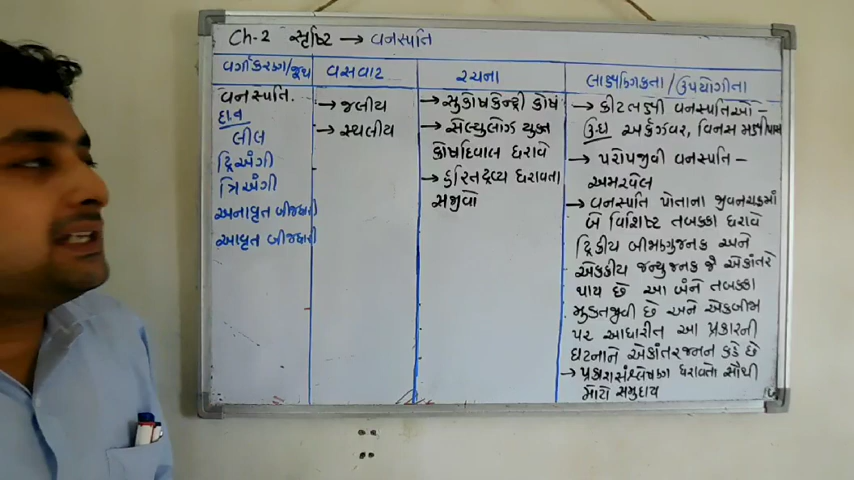 Ch-2 સૃષ્ટિ → વનસ્પતિ
વર્ગીકરણ/જૂથ
વસવાટ
રચના
લાક્ષણિકતા/ઉપયોગીતા
વનસ્પતિ.
દા.ત
લીલ
દ્વિઅંગી
ત્રિઅંગી
અનાવૃત બીજધારી
આવૃત બીજધારી
→ જલીય
→ સ્થલીય
→ સુકોષકેન્દ્રી કોષ
→ સેલ્યુલોઝ યુક્ત
કોષદિવાલ ધરાવે
→ હરિતદ્રવ્ય ધરાવતા
સજીવો
→ કીટભક્ષી વનસ્પતિઓ -
ઉ.દા અર્કઝવર, વિનસ મક્ષીપાશ
→ પરોપજીવી વનસ્પતિ -
અમરવેલ
→ વનસ્પતિ પોતાના જીવનચક્રમાં
બે વિશિષ્ટ તબક્કા ધરાવે
દ્વિકીય બીજાણુજનક અને
એકકીય જન્યુજનક જે એકાંતરે
થાય છે આ બંને તબક્કા
મુક્તજીવી છે અને એકબીજા
પર આધારીત આ પ્રકારની
ઘટનાને એકાંતરજનન કહે છે
→ પ્રકાશસંશ્લેષણ ધરાવતો સૌથી
મોટો સમુદાય